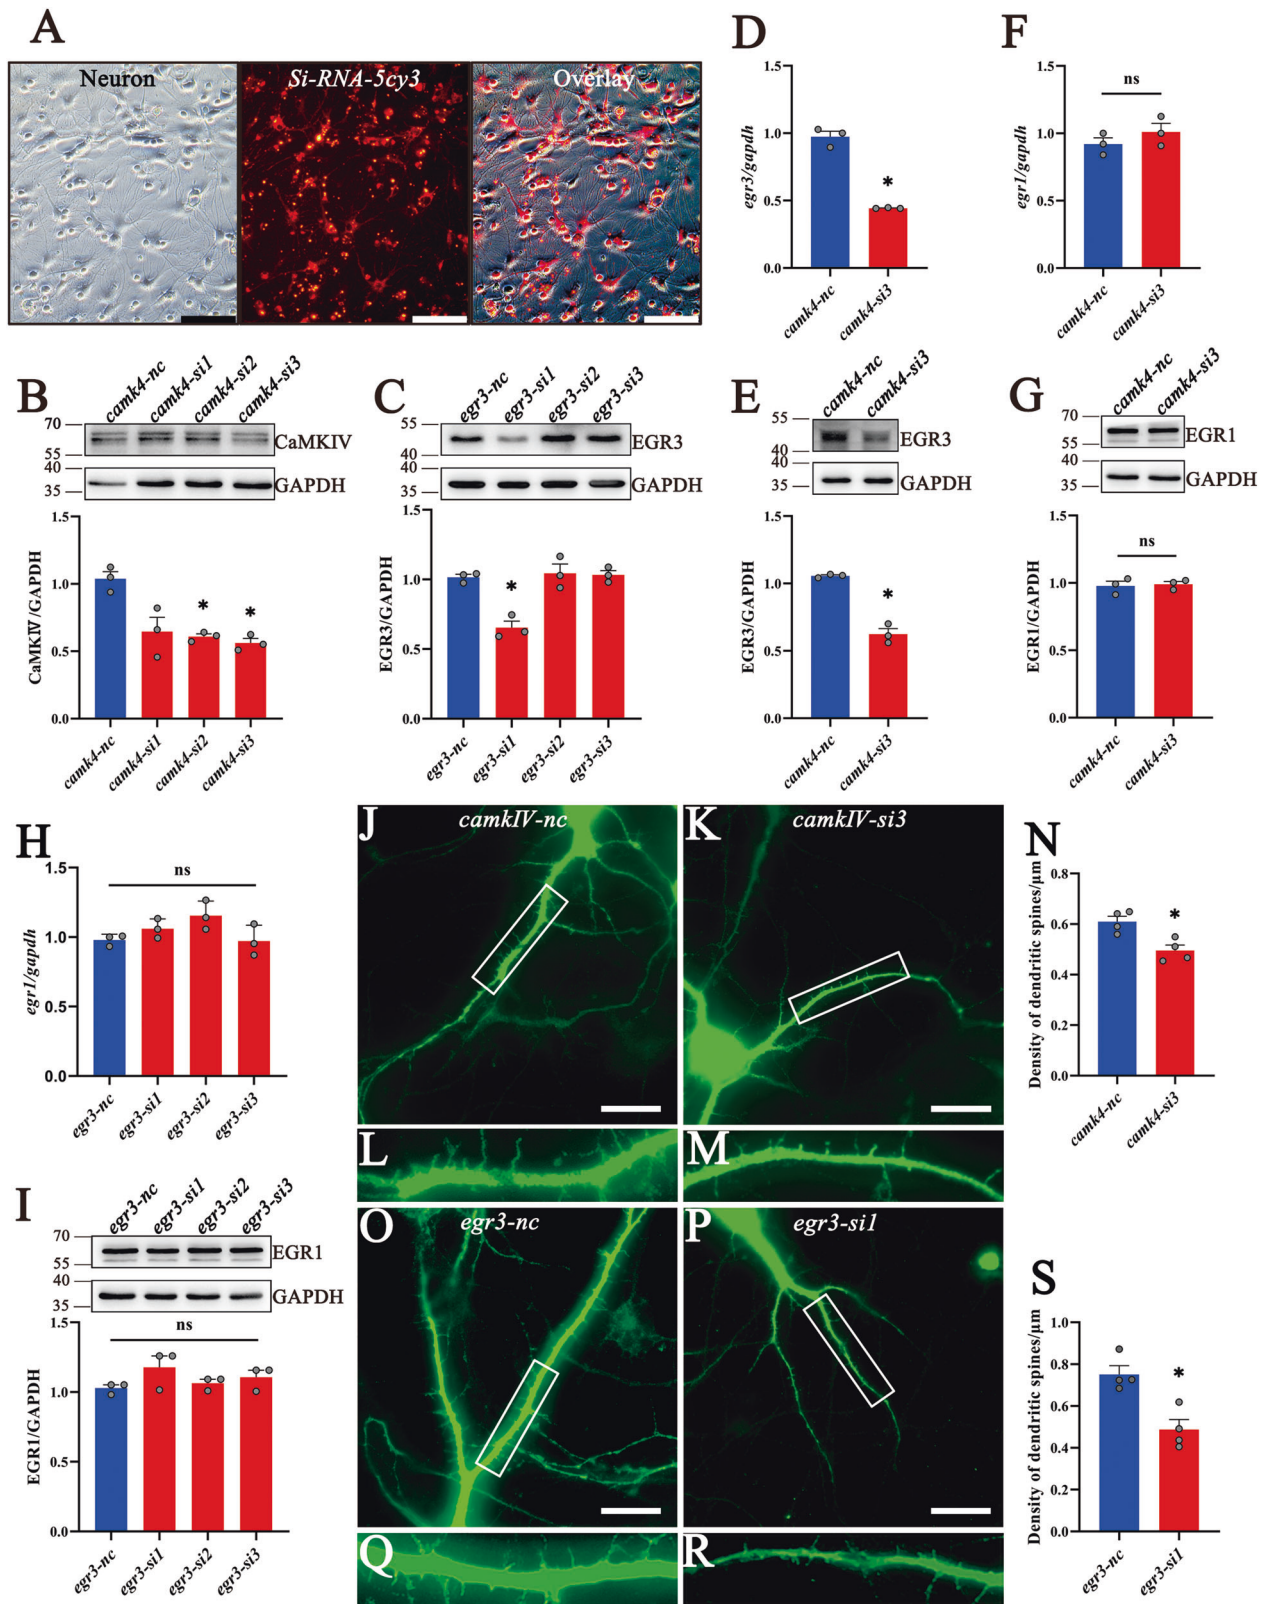 A
Neuron
Si-RNA-5cy3
Overlay
D
egr3/gapdh
1.5
1.0
0.5
0.0
*
camk4-nc
camk4-si3
F
egr1/gapdh
1.5
1.0
0.5
0.0
ns
camk4-nc
camk4-si3
B
camk4-nc
camk4-si1
camk4-si2
camk4-si3
70
55
CaMKIV
40
35
GAPDH
CaMKIV/GAPDH
1.5
1.0
0.5
0.0
*
*
camk4-nc
camk4-si1
camk4-si2
camk4-si3
C
egr3-nc
egr3-si1
egr3-si2
egr3-si3
55
40
EGR3
40
35
GAPDH
EGR3/GAPDH
1.5
1.0
0.5
0.0
*
egr3-nc
egr3-si1
egr3-si2
egr3-si3
E
camk4-nc
camk4-si3
55
40
EGR3
40
35
GAPDH
EGR3/GAPDH
1.5
1.0
0.5
0.0
*
camk4-nc
camk4-si3
G
camk4-nc
camk4-si3
70
55
EGR1
40
35
GAPDH
EGR1/GAPDH
1.5
1.0
0.5
0.0
ns
camk4-nc
camk4-si3
H
egr1/gapdh
1.5
1.0
0.5
0.0
ns
egr3-nc
egr3-si1
egr3-si2
egr3-si3
I
egr3-nc
egr3-si1
egr3-si2
egr3-si3
70
55
EGR1
40
35
GAPDH
EGR1/GAPDH
1.5
1.0
0.5
0.0
ns
egr3-nc
egr3-si1
egr3-si2
egr3-si3
J
camkIV-nc
K
camkIV-si3
L
M
N
Density of dendritic spines/μm
0.8
0.6
0.4
0.2
0.0
*
camk4-nc
camk4-si3
O
egr3-nc
P
egr3-si1
Q
R
S
Density of dendritic spines/μm
1.0
0.8
0.6
0.4
0.2
0.0
*
egr3-nc
egr3-si1